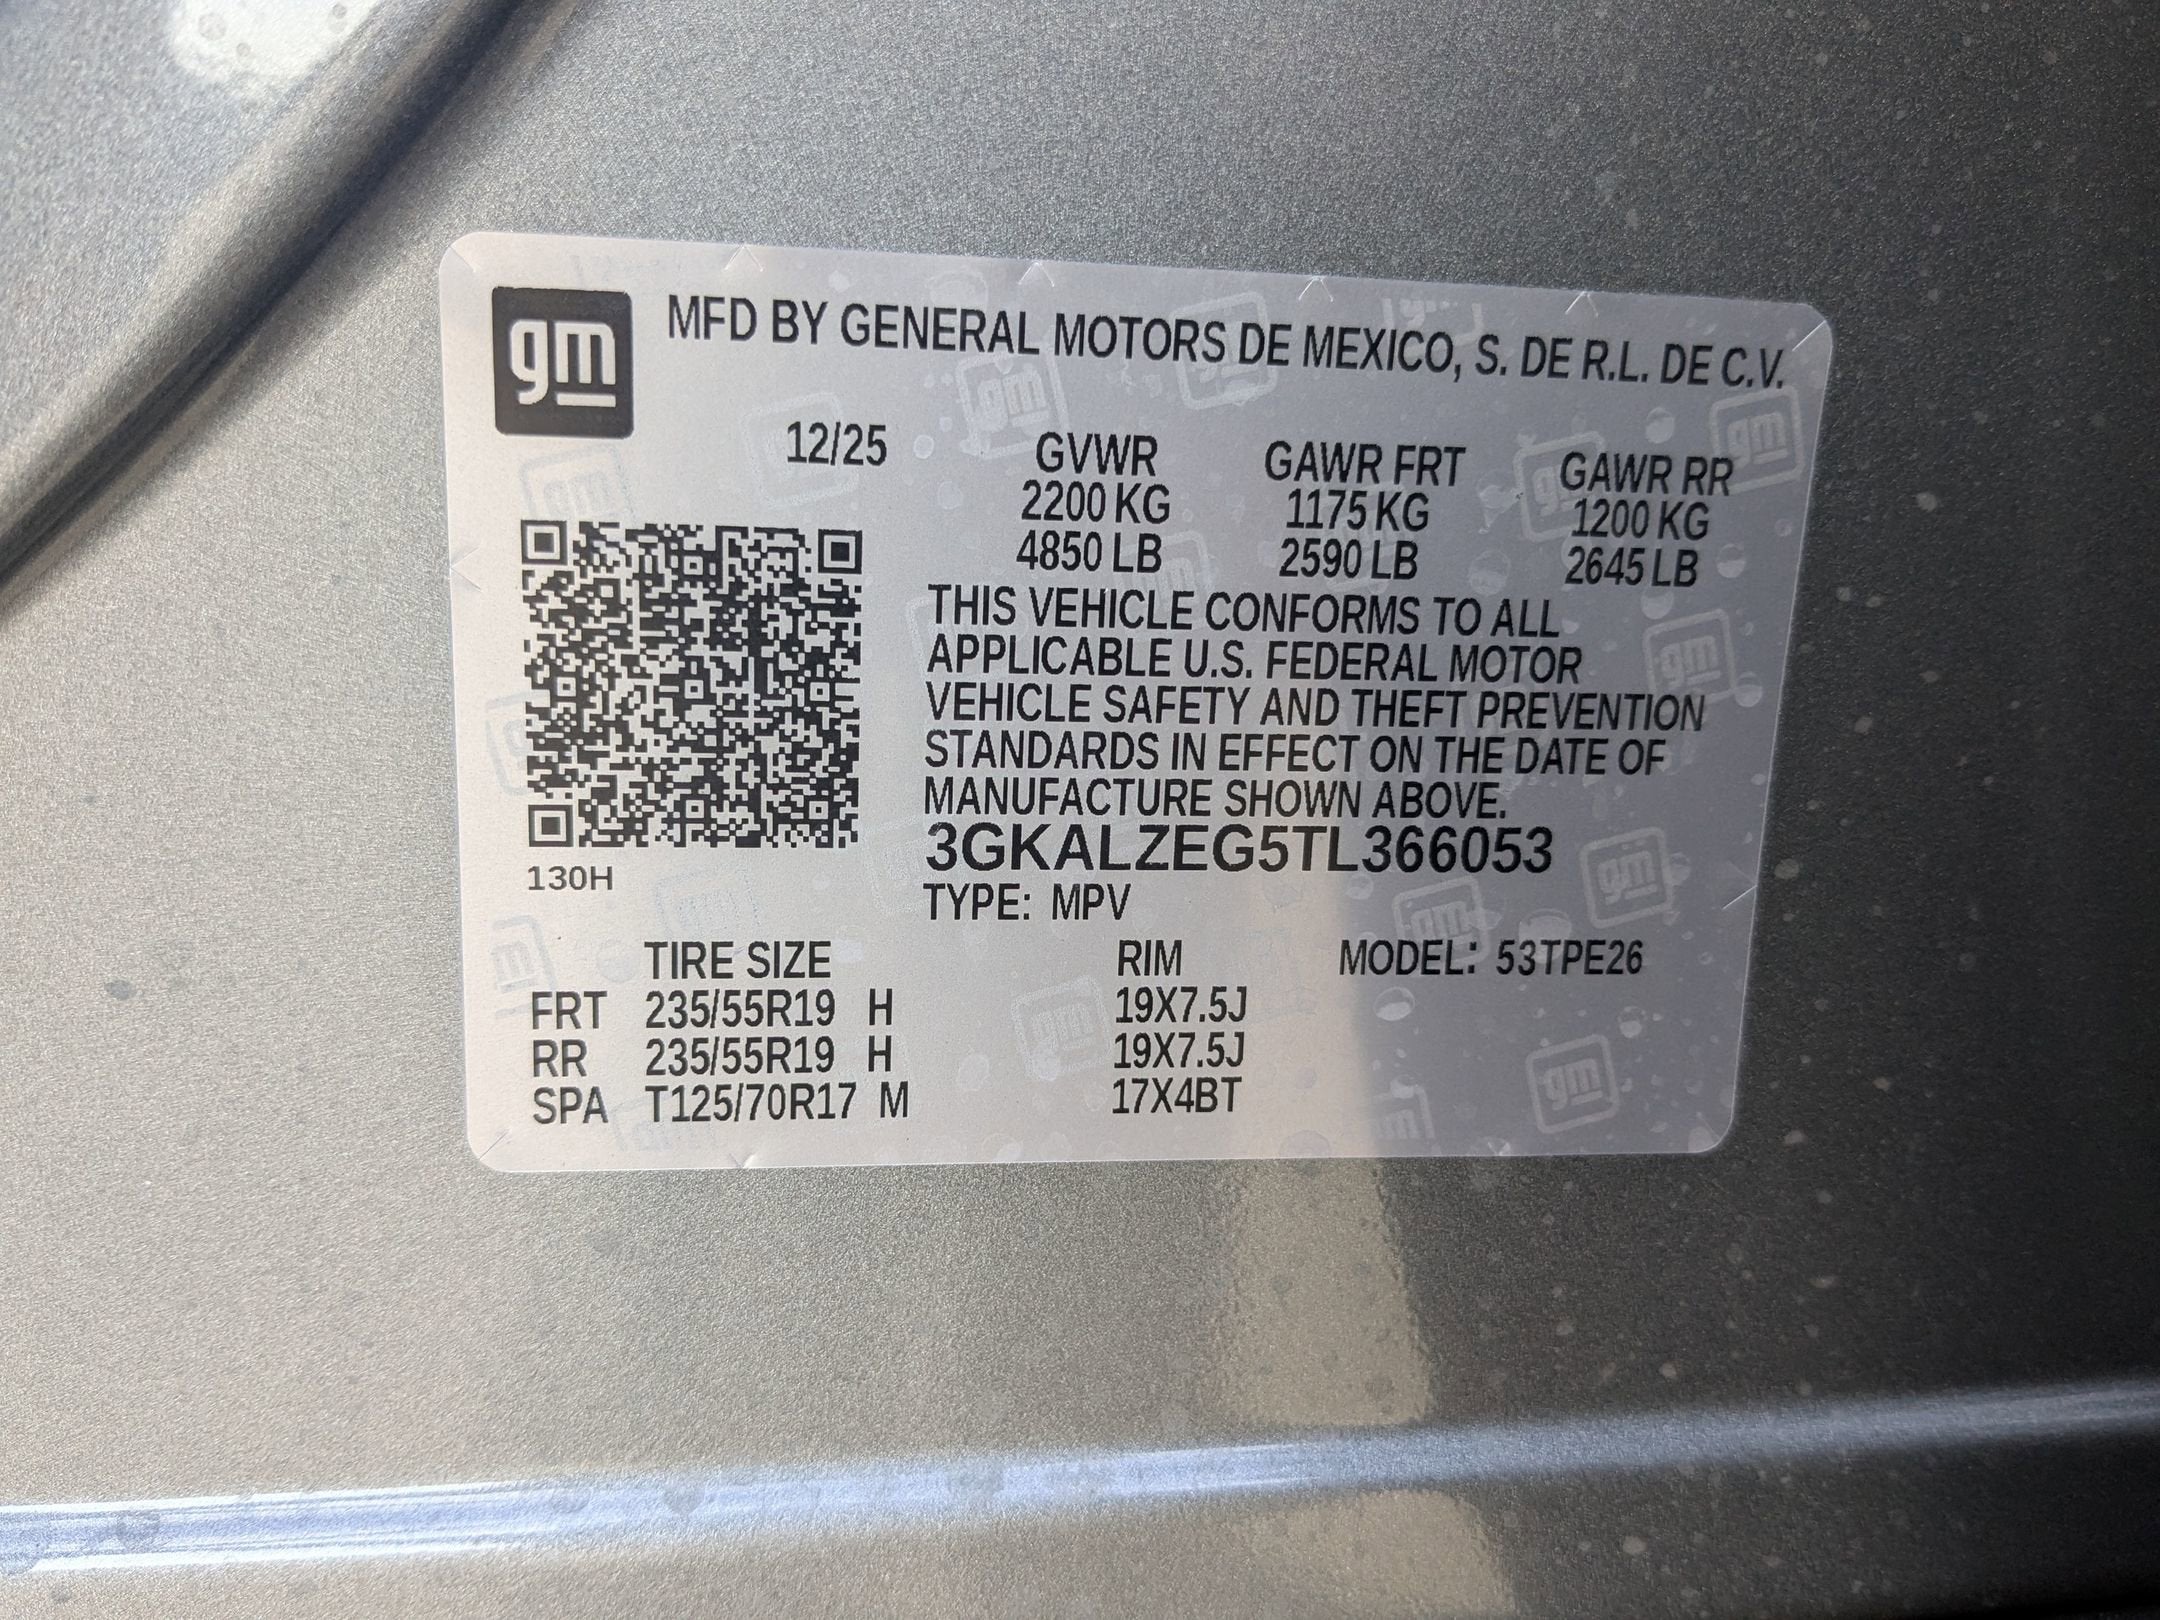 gm
MFD BY GENERAL MOTORS DE MEXICO, S. DE R.L. DE C.V.
12/25
GVWR GAWR FRT GAWR RR
2200 KG 1175 KG 1200 KG
4850 LB 2590 LB 2645 LB
THIS VEHICLE CONFORMS TO ALL
APPLICABLE U.S. FEDERAL MOTOR
VEHICLE SAFETY AND THEFT PREVENTION
STANDARDS IN EFFECT ON THE DATE OF
MANUFACTURE SHOWN ABOVE.
3GKALZEG5TL366053
130H
TYPE: MPV
TIRE SIZE RIM MODEL: 53TPE26
FRT 235/55R19 H 19X7.5J
RR 235/55R19 H 19X7.5J
SPA T125/70R17 M 17X4BT